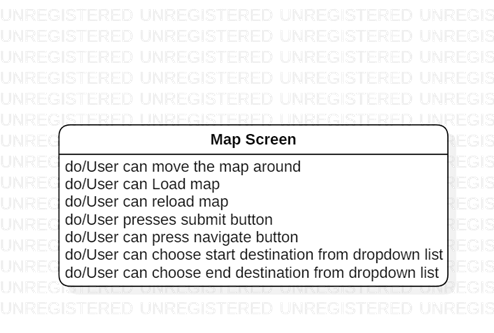 UNREGISTERED UNREGISTERED UNREGISTERED UNREGIS
UNREGISTERED UNREGISTERED UNREGISTERED UNREGIS
UNREGISTERED UNREGISTERED UNREGISTERED UNREGIS
UNREGISTERED UNREGISTERED UNREGISTERED UNREGIS
UNREGISTERED UNREGISTERED UNREGISTERED UNREGIS
Map Screen
do/User can move the map around
do/User can Load map
do/User can reload map
do/User presses submit button
do/User can press navigate button
do/User can choose start destination from dropdown list
do/User can choose end destination from dropdown list
UNREGISTERED UNREGISTERED UNREGISTERED UNREGIS